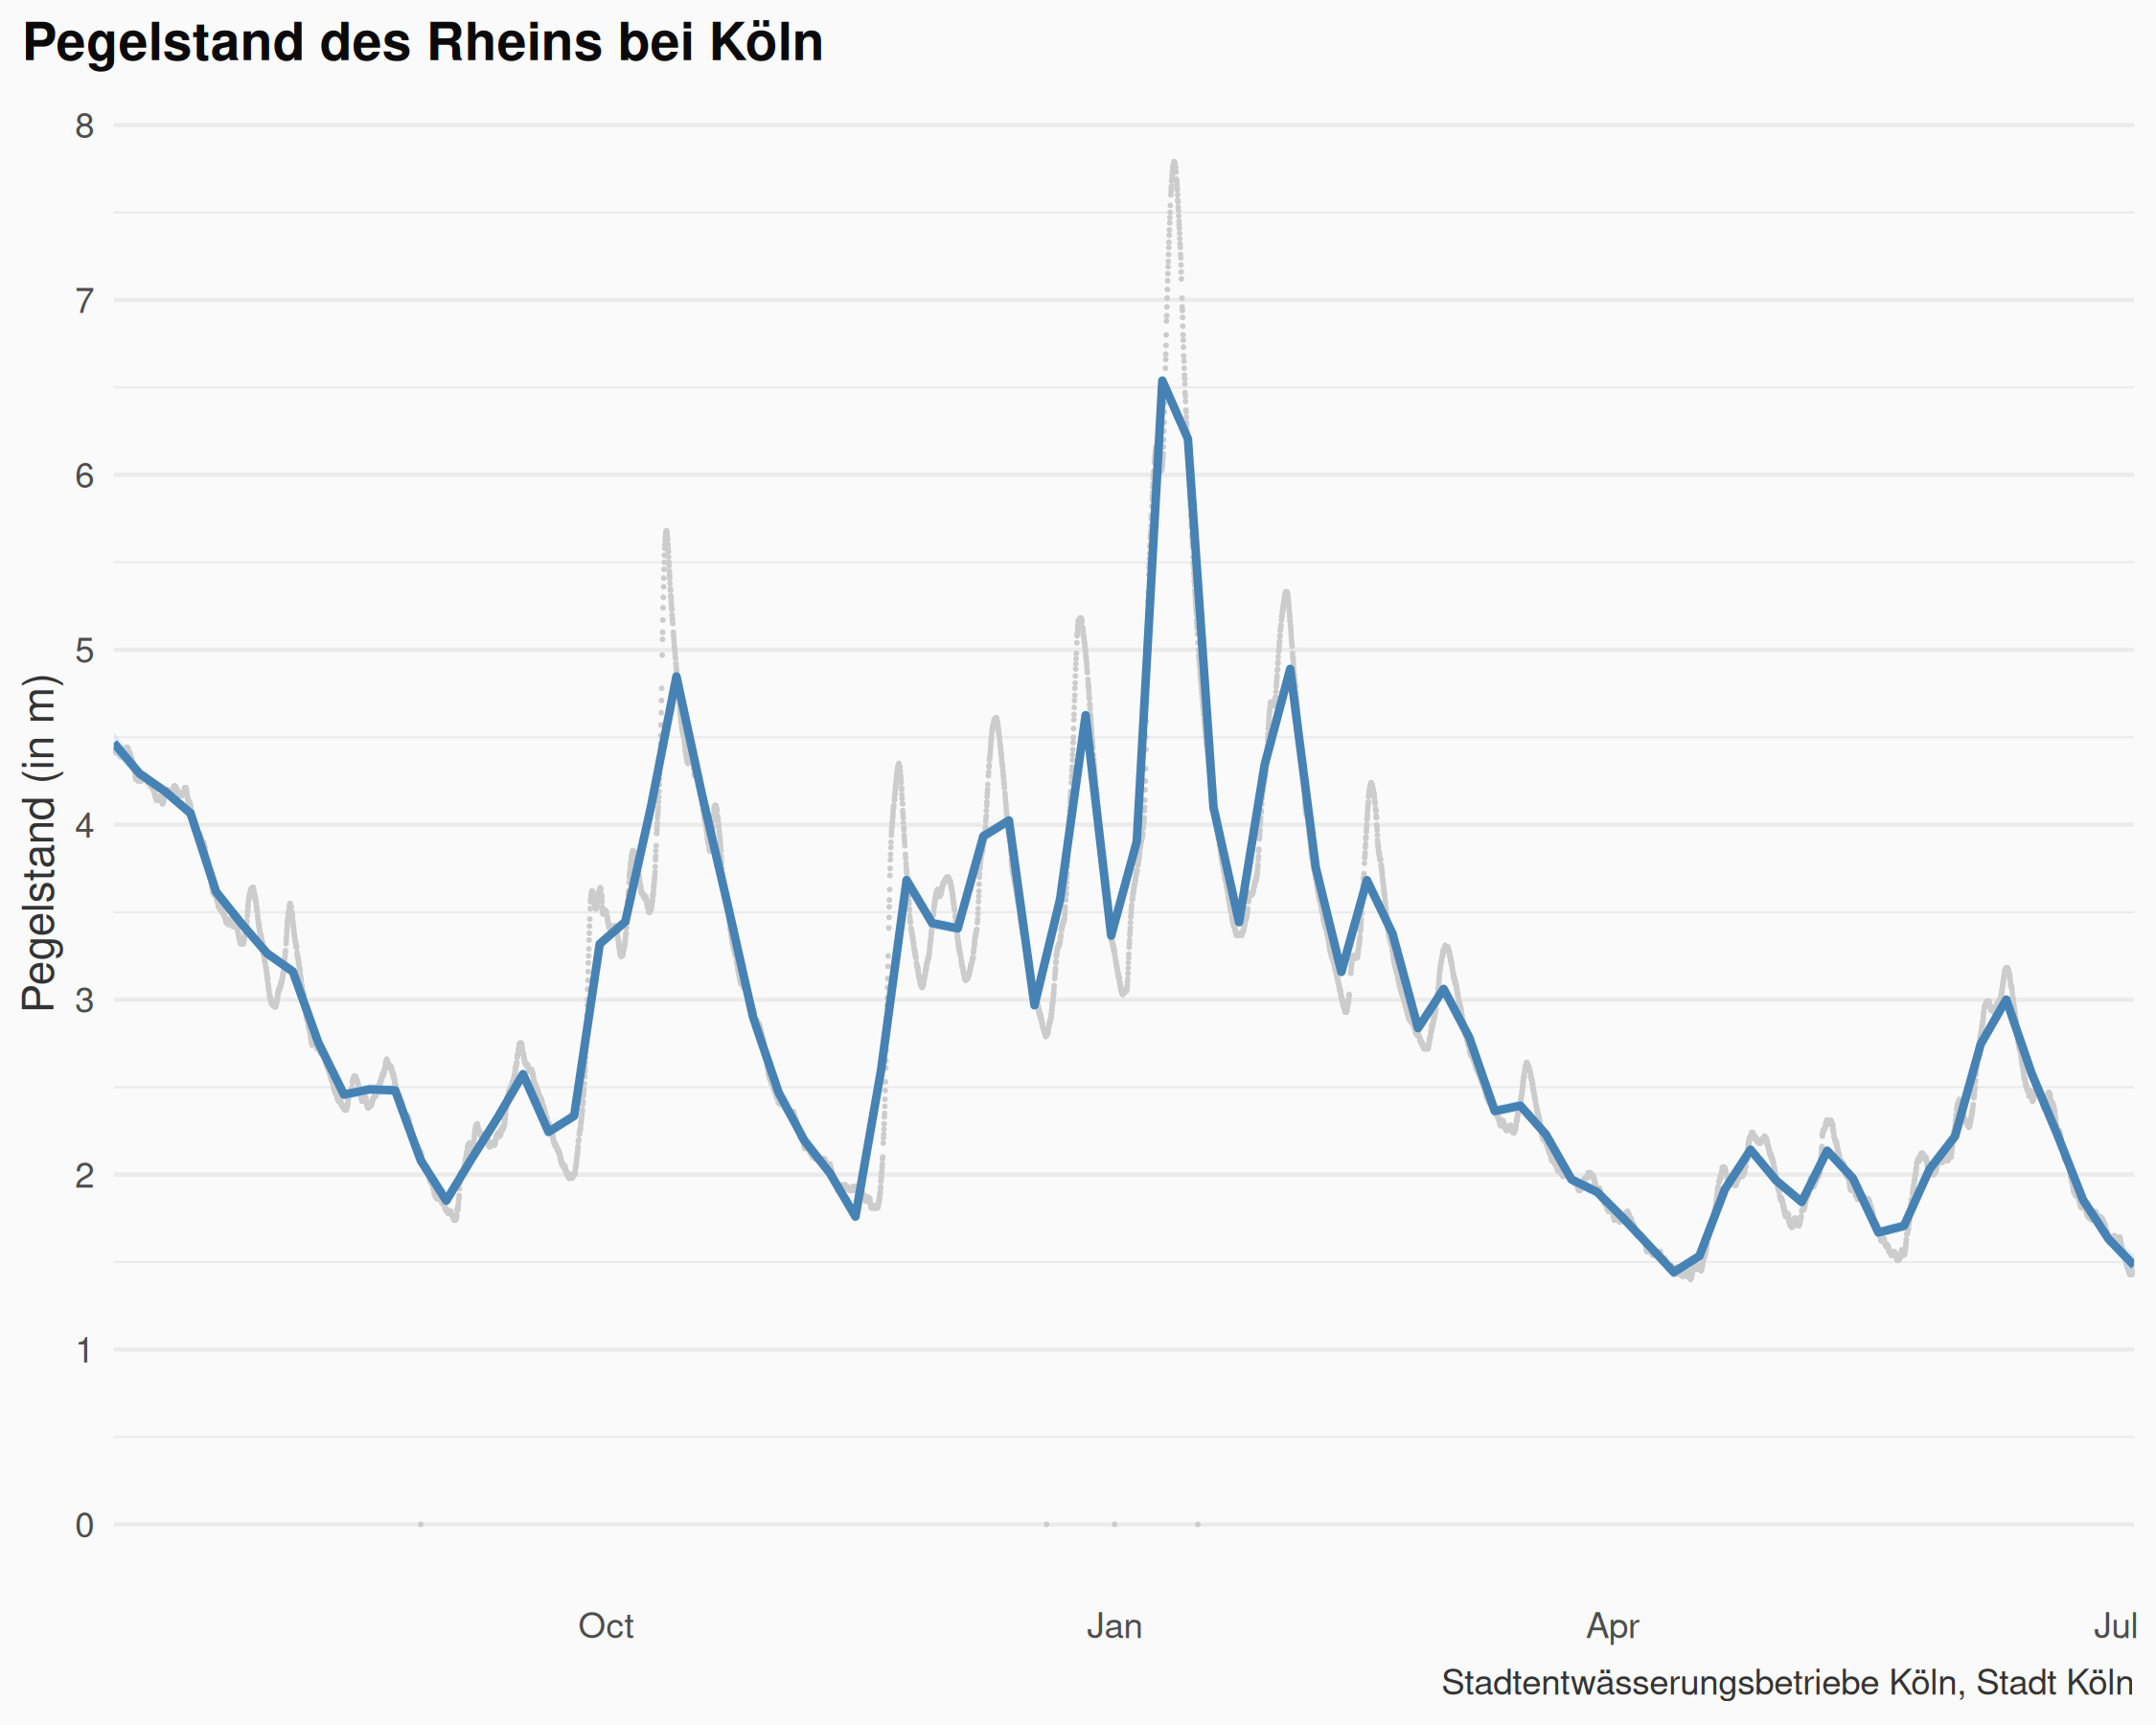 Pegelstand des Rheins bei Köln
8
7
6
5
4
3
2
1
0
Pegelstand (in m)
Oct Jan Apr Jul
Stadtentwässerungsbetriebe Köln, Stadt Köln